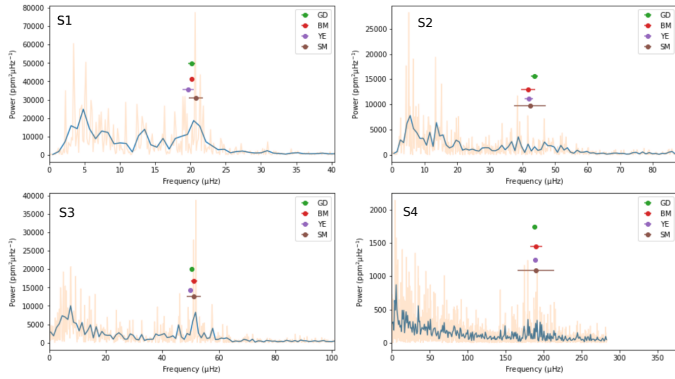 S1
GD
BM
YE
SM
Power (ppm²μHz⁻¹)
80000
70000
60000
50000
40000
30000
20000
10000
0
0 5 10 15 20 25 30 35 40
Frequency (μHz)
S2
GD
BM
YE
SM
Power (ppm²μHz⁻¹)
25000
20000
15000
10000
5000
0
0 10 20 30 40 50 60 70 80
Frequency (μHz)
S3
GD
BM
YE
SM
Power (ppm²μHz⁻¹)
40000
35000
30000
25000
20000
15000
10000
5000
0
0 20 40 60 80 100
Frequency (μHz)
S4
GD
BM
YE
SM
Power (ppm²μHz⁻¹)
2000
1500
1000
500
0
0 50 100 150 200 250 300 350
Frequency (μHz)